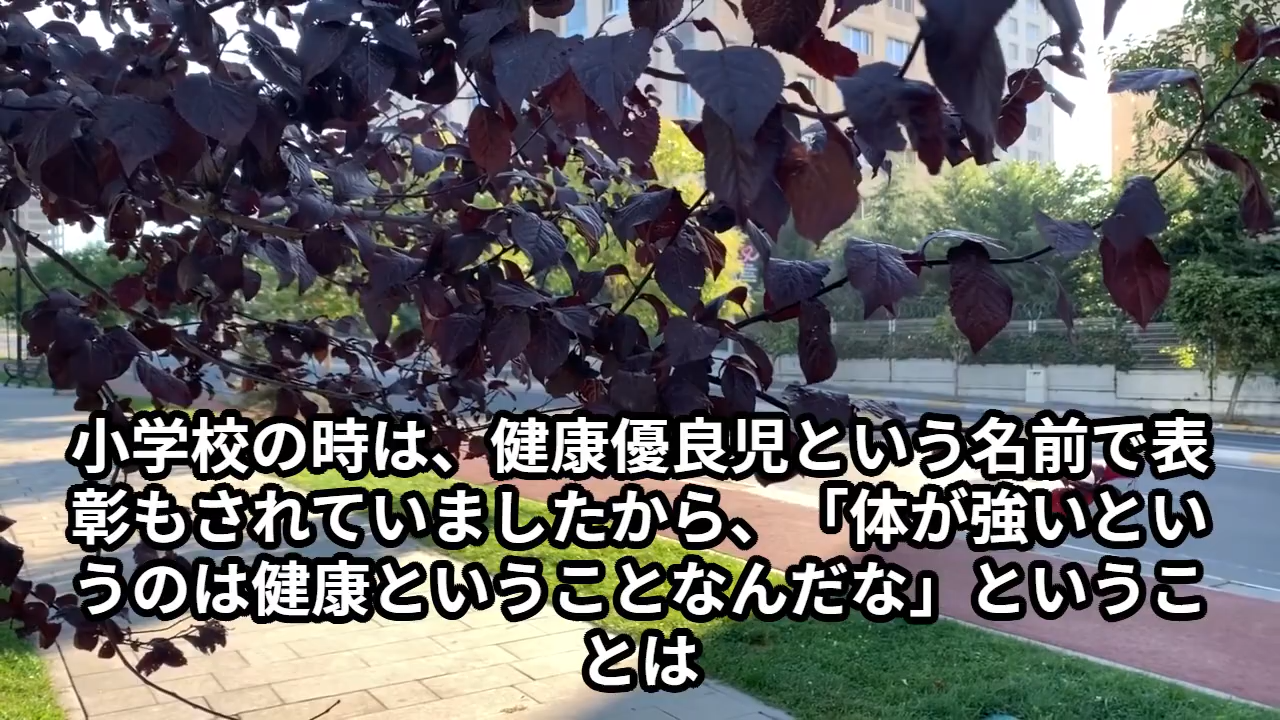 小学校の時は、健康優良児という名前で表
彰もされていましたから、「体が強いとい
うのは健康ということなんだな」というこ
とは